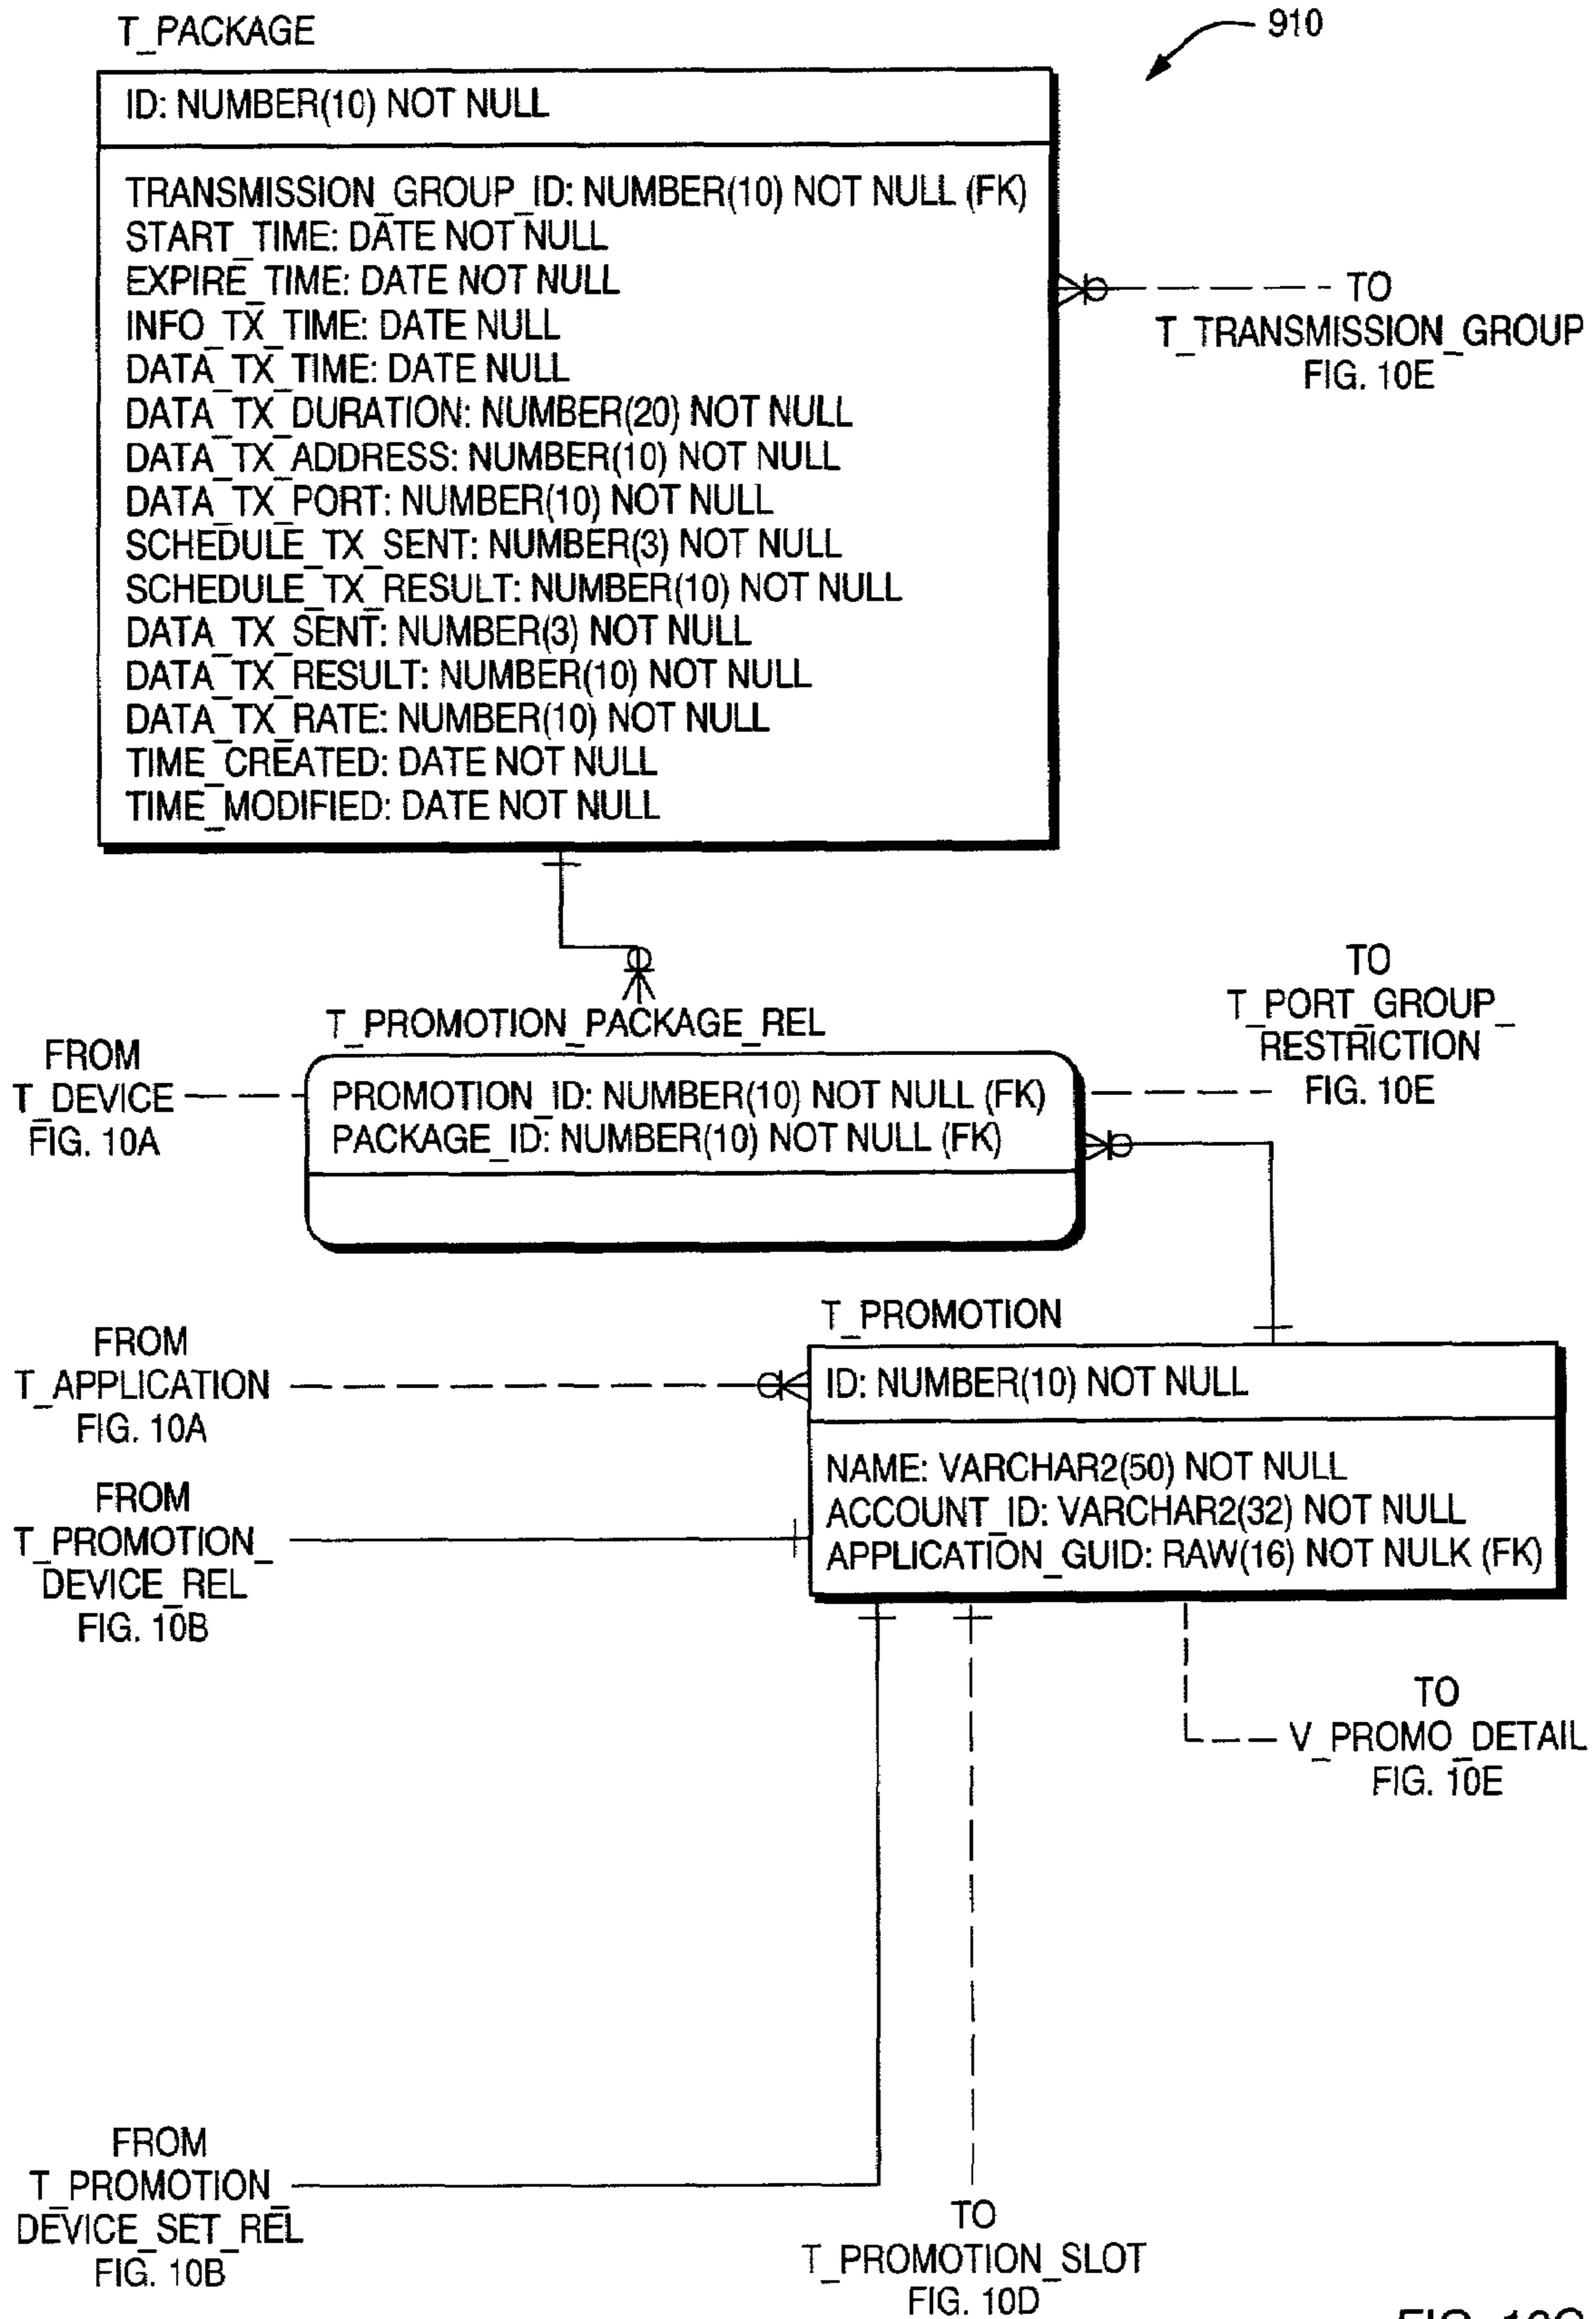 T_PACKAGE
910
ID: NUMBER(10) NOT NULL
TRANSMISSION_GROUP_ID: NUMBER(10) NOT NULL (FK)
START_TIME: DATE NOT NULL
EXPIRE_TIME: DATE NOT NULL
INFO_TX_TIME: DATE NULL
DATA_TX_TIME: DATE NULL
DATA_TX_DURATION: NUMBER(20) NOT NULL
DATA_TX_ADDRESS: NUMBER(10) NOT NULL
DATA_TX_PORT: NUMBER(10) NOT NULL
SCHEDULE_TX_SENT: NUMBER(3) NOT NULL
SCHEDULE_TX_RESULT: NUMBER(10) NOT NULL
DATA_TX_SENT: NUMBER(3) NOT NULL
DATA_TX_RESULT: NUMBER(10) NOT NULL
DATA_TX_RATE: NUMBER(10) NOT NULL
TIME_CREATED: DATE NOT NULL
TIME_MODIFIED: DATE NOT NULL
TO
T_TRANSMISSION_GROUP
FIG. 10E
TO
T_PORT_GROUP_
RESTRICTION
FIG. 10E
T_PROMOTION_PACKAGE_REL
FROM
T_DEVICE
FIG. 10A
PROMOTION_ID: NUMBER(10) NOT NULL (FK)
PACKAGE_ID: NUMBER(10) NOT NULL (FK)
T_PROMOTION
FROM
T_APPLICATION
FIG. 10A
ID: NUMBER(10) NOT NULL
NAME: VARCHAR2(50) NOT NULL
ACCOUNT_ID: VARCHAR2(32) NOT NULL
APPLICATION_GUID: RAW(16) NOT NULK (FK)
FROM
T_PROMOTION_
DEVICE_REL
FIG. 10B
TO
V_PROMO_DETAIL
FIG. 10E
FROM
T_PROMOTION_
DEVICE_SET_REL
FIG. 10B
TO
T_PROMOTION_SLOT
FIG. 10D